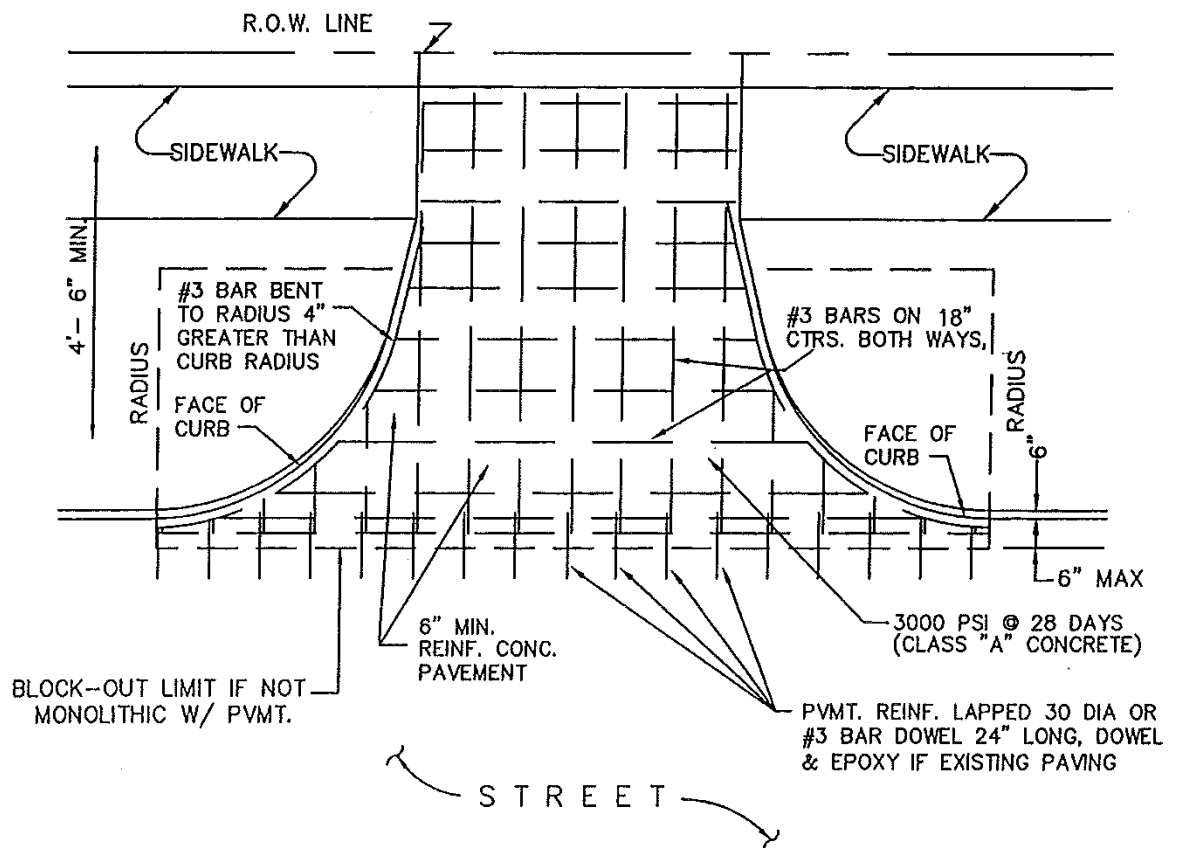 R.O.W. LINE
SIDEWALK
SIDEWALK
4'- 6" MIN.
#3 BAR BENT
TO RADIUS 4"
GREATER THAN
CURB RADIUS
#3 BARS ON 18"
CTRS. BOTH WAYS,
RADIUS
FACE OF
CURB
FACE OF
CURB
RADIUS
6"
6" MAX
6" MIN.
REINF. CONC.
PAVEMENT
3000 PSI @ 28 DAYS
(CLASS "A" CONCRETE)
BLOCK-OUT LIMIT IF NOT
MONOLITHIC W/ PVMT.
PVMT. REINF. LAPPED 30 DIA OR
#3 BAR DOWEL 24" LONG, DOWEL
& EPOXY IF EXISTING PAVING
STREET